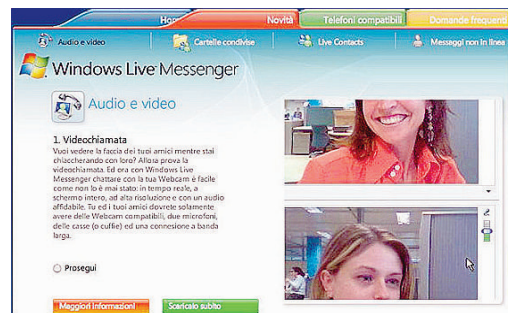 Home Novità Telefoni compatibili Domande frequenti
Audio e video Cartelle condivise Live Contacts Messaggi non in linea
Windows Live Messenger
Audio e video
1. Videochiamata
Vuoi vedere la faccia dei tuoi amici mentre stai
chiaccherando con loro? Allosa prova la
videochiamata. Ed ora con Windows Live
Messenger chattare con la tua Webcam è facile
come non lo è mai stato: in tempo reale, a
schermo intero, ad alta risoluzione e con un audio
affidabile. Tu ed i tuoi amici dovrete solamente
avere delle Webcam compatibili, due microfoni,
delle casse (o cuffie) ed una connesione a banda
larga.
Prosegui
Maggiori Informazioni Scaricalo subito